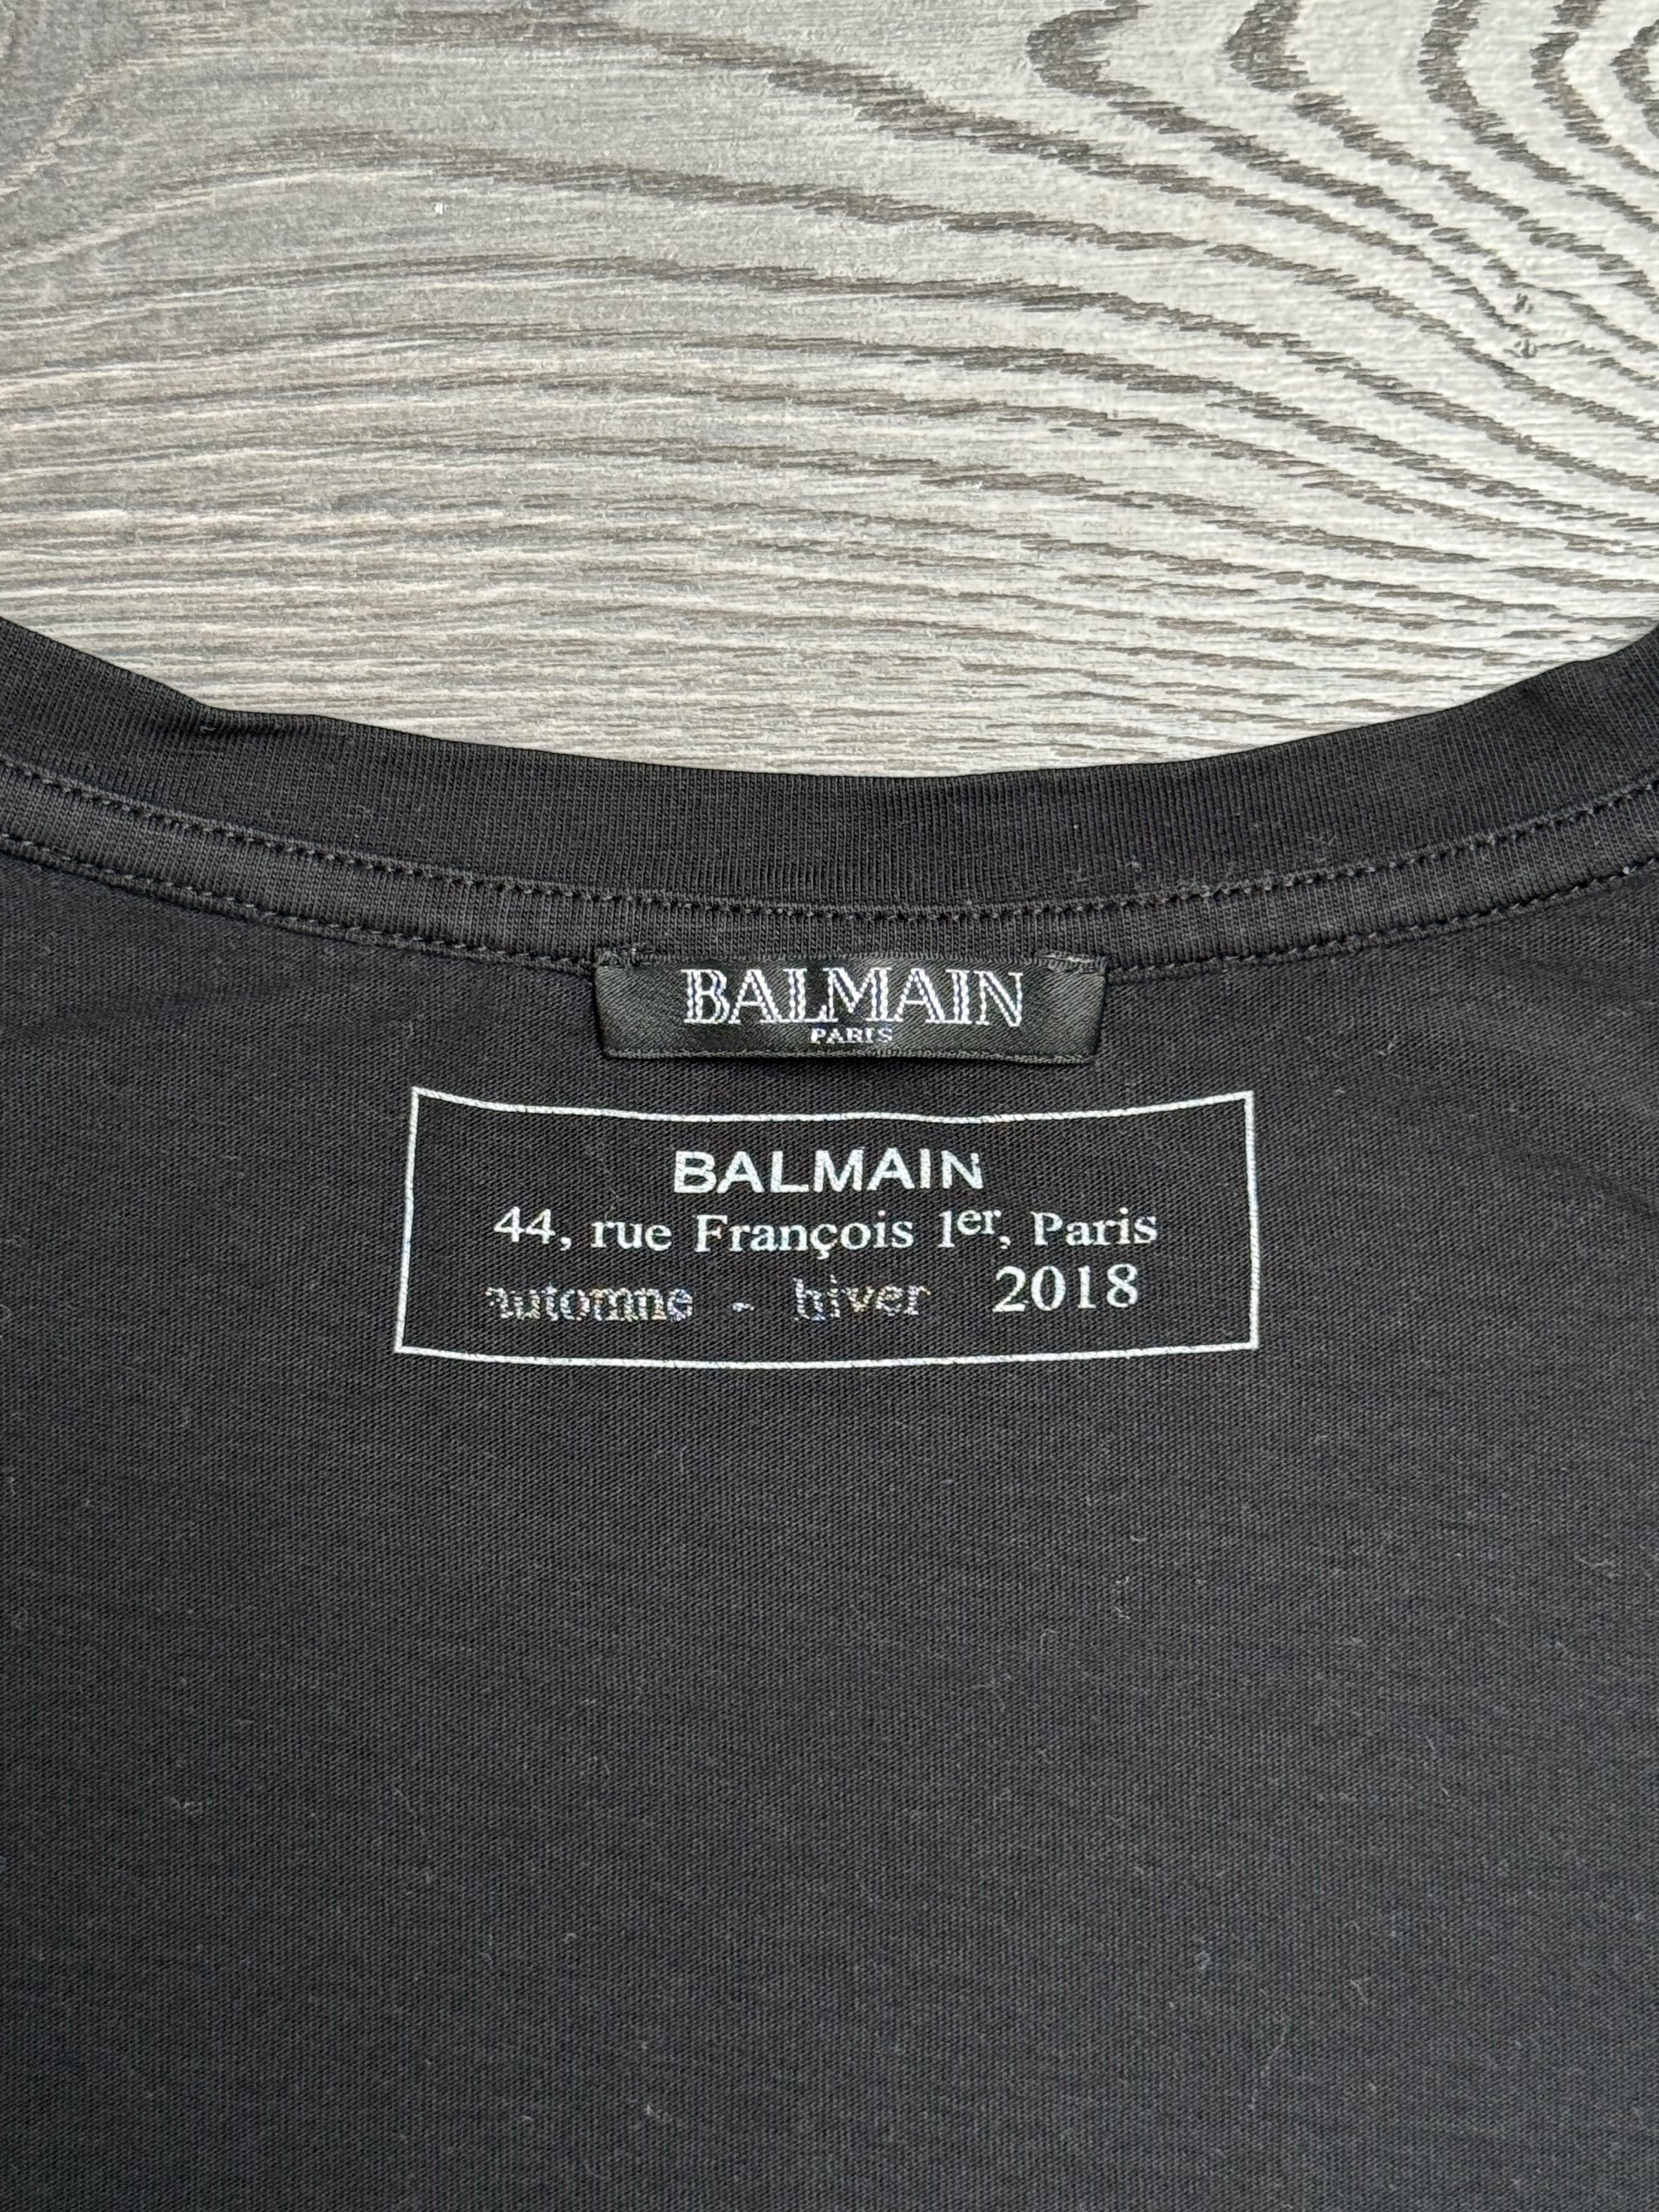 BALMAIN
PARIS
BALMAIN
44, rue François 1er, Paris
automne - hiver 2018